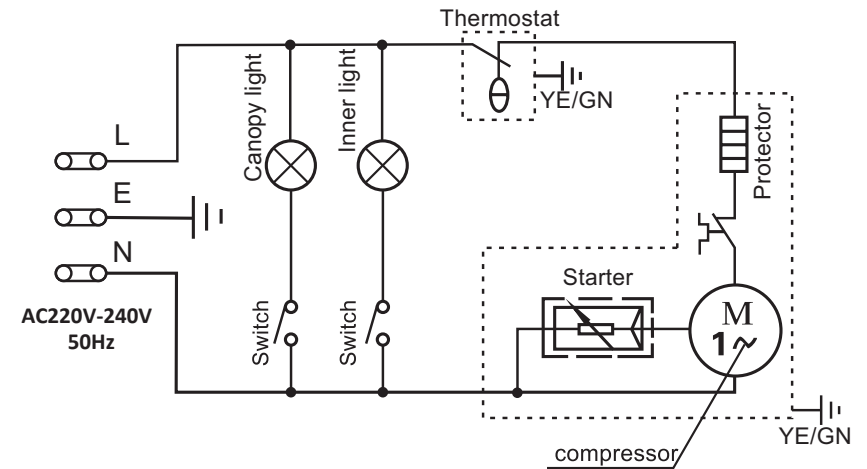 Thermostat
Canopy light
Inner light
YE/GN
L
Protector
E
N
Starter
AC220V-240V
50Hz
Switch
Switch
M
1
YE/GN
compressor